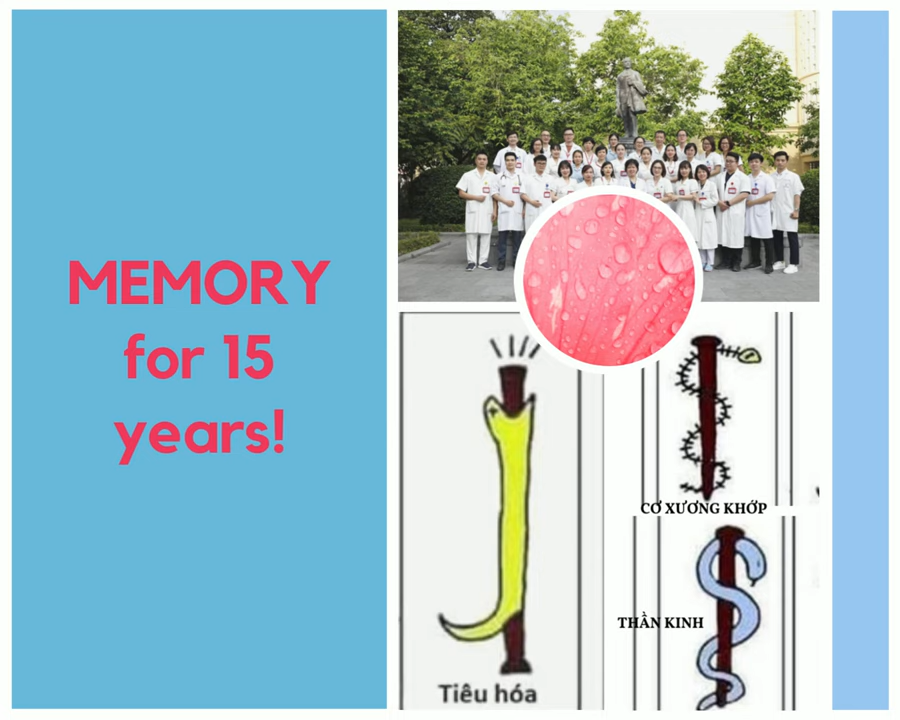 MEMORY
for 15
years!
CƠ XƯƠNG KHỚP
THẦN KINH
Tiêu hóa